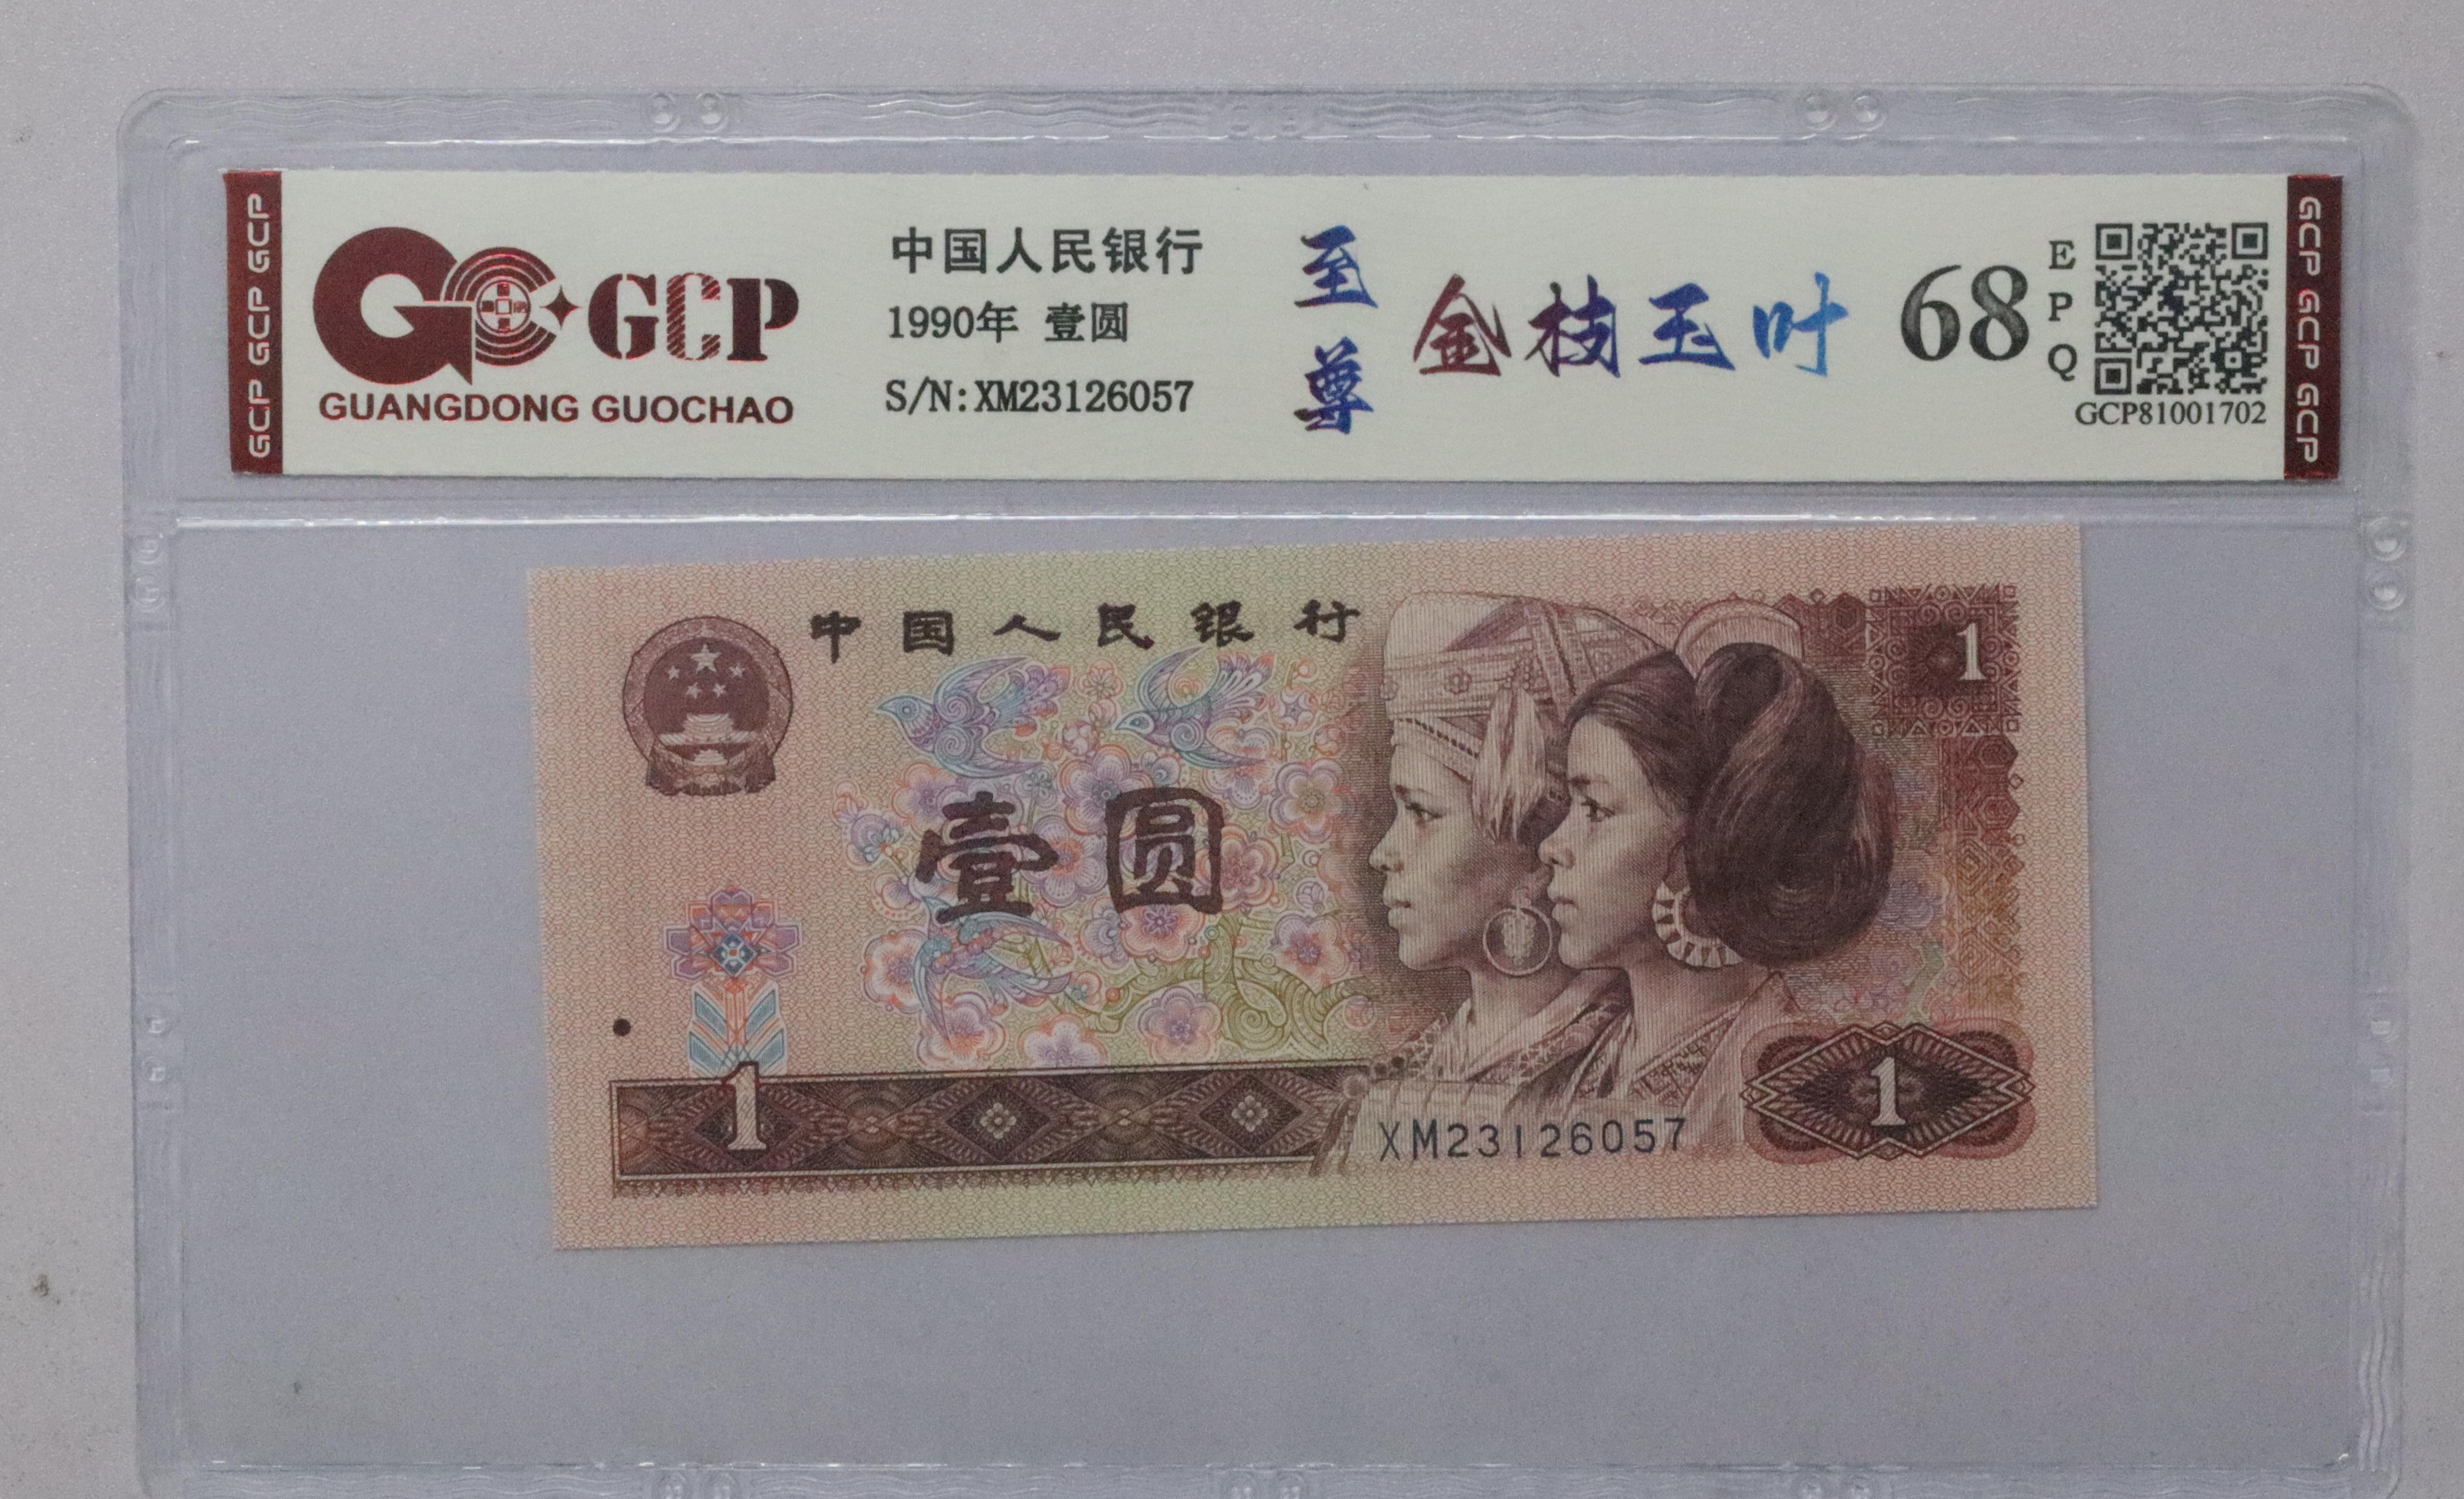 GCP GCP GCP
GCP
GUANGDONG GUOCHAO
中国人民银行
1990年 壹圆
S/N:XM23126057
至尊
金枝玉叶
68
EPQ
GCP81001702
GCP GCP GCP
中国人民银行
1
壹圆
1
1
XM23126057